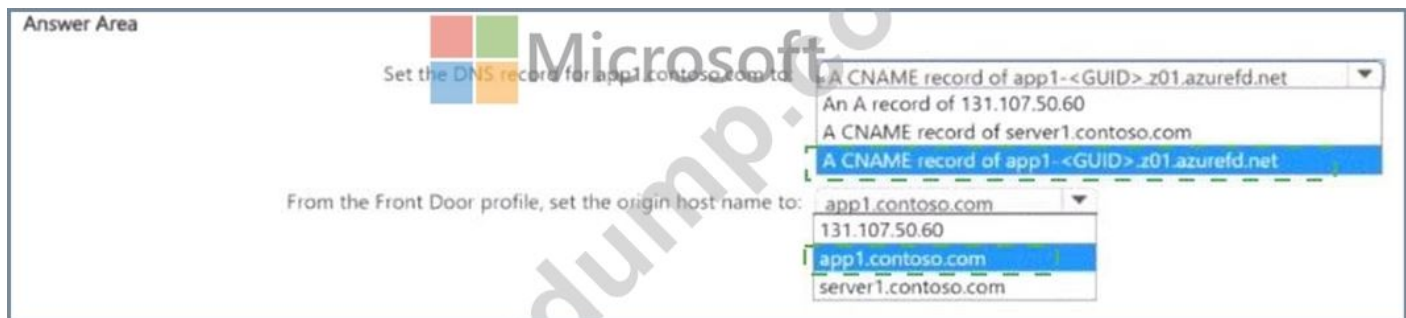 Answer Area
Microsoft
Set the DNS record for app1.contoso.com to:
A CNAME record of app1-<GUID>.z01.azurefd.net
An A record of 131.107.50.60
A CNAME record of server1.contoso.com
A CNAME record of app1-<GUID>.z01.azurefd.net
From the Front Door profile, set the origin host name to:
app1.contoso.com
131.107.50.60
app1.contoso.com
server1.contoso.com
dump.co